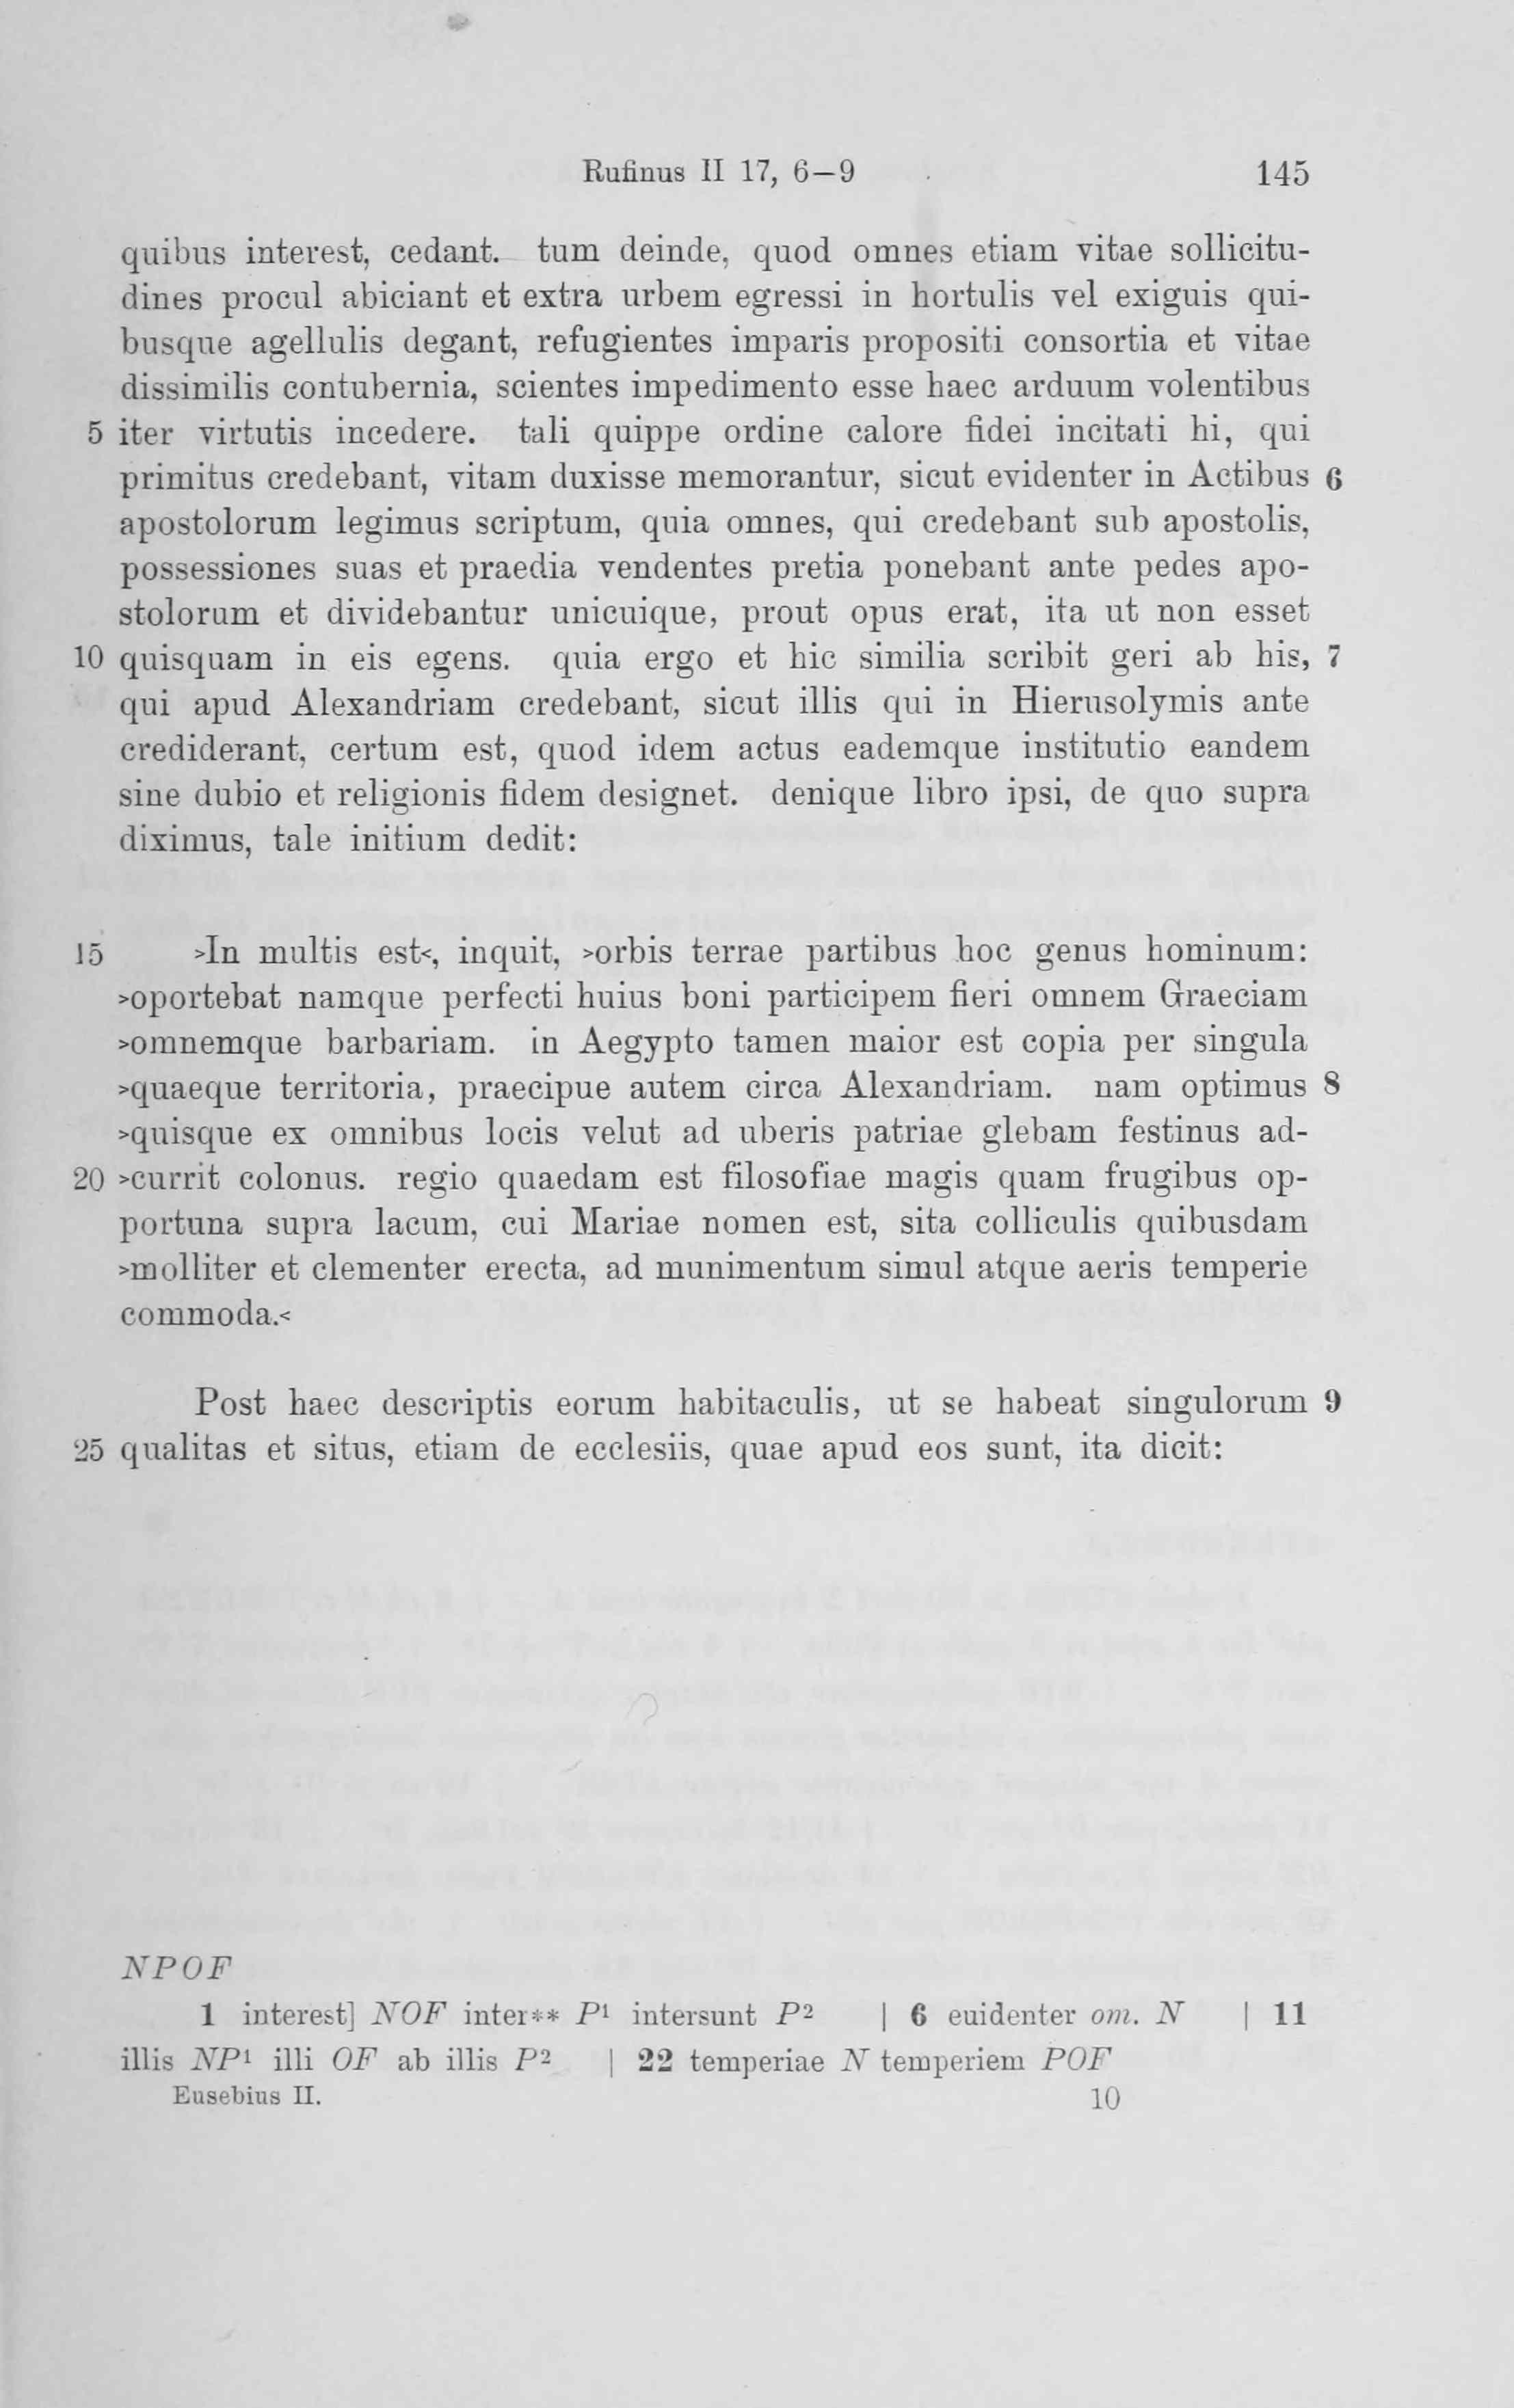 Rufinus II 17, 6–9 145
quibus interest, cedant. tum deinde, quod omnes etiam vitae sollicitu-
dines procul abiciant et extra urbem egressi in hortulis vel exiguis qui-
busque agellulis degant, refugientes imparis propositi consortia et vitae
dissimilis contubernia, scientes impedimento esse haec arduum volentibus
5 iter virtutis incedere. tali quippe ordine calore fidei incitati hi, qui
primitus credebant, vitam duxisse memorantur, sicut evidenter in Actibus 6
apostolorum legimus scriptum, quia omnes, qui credebant sub apostolis,
possessiones suas et praedia vendentes pretia ponebant ante pedes apo-
stolorum et dividebantur unicuique, prout opus erat, ita ut non esset
10 quisquam in eis egens. quia ergo et hic similia scribit geri ab his, 7
qui apud Alexandriam credebant, sicut illis qui in Hierusolymis ante
crediderant, certum est, quod idem actus eademque institutio eandem
sine dubio et religionis fidem designet. denique libro ipsi, de quo supra
diximus, tale initium dedit:
15 >In multis est<, inquit, >orbis terrae partibus hoc genus hominum:
>oportebat namque perfecti huius boni participem fieri omnem Graeciam
>omnemque barbariam. in Aegypto tamen maior est copia per singula
>quaeque territoria, praecipue autem circa Alexandriam. nam optimus 8
>quisque ex omnibus locis velut ad uberis patriae glebam festinus ad-
20 >currit colonus. regio quaedam est filosofiae magis quam frugibus op-
portuna supra lacum, cui Mariae nomen est, sita colliculis quibusdam
>molliter et clementer erecta, ad munimentum simul atque aeris temperie
commoda.<
Post haec descriptis eorum habitaculis, ut se habeat singulorum 9
25 qualitas et situs, etiam de ecclesiis, quae apud eos sunt, ita dicit:
NPOF
1 interest] NOF inter** P¹ intersunt P² | 6 euidenter om. N | 11
illis NP¹ illi OF ab illis P² | 22 temperiae N temperiem POF
Eusebius II. 10